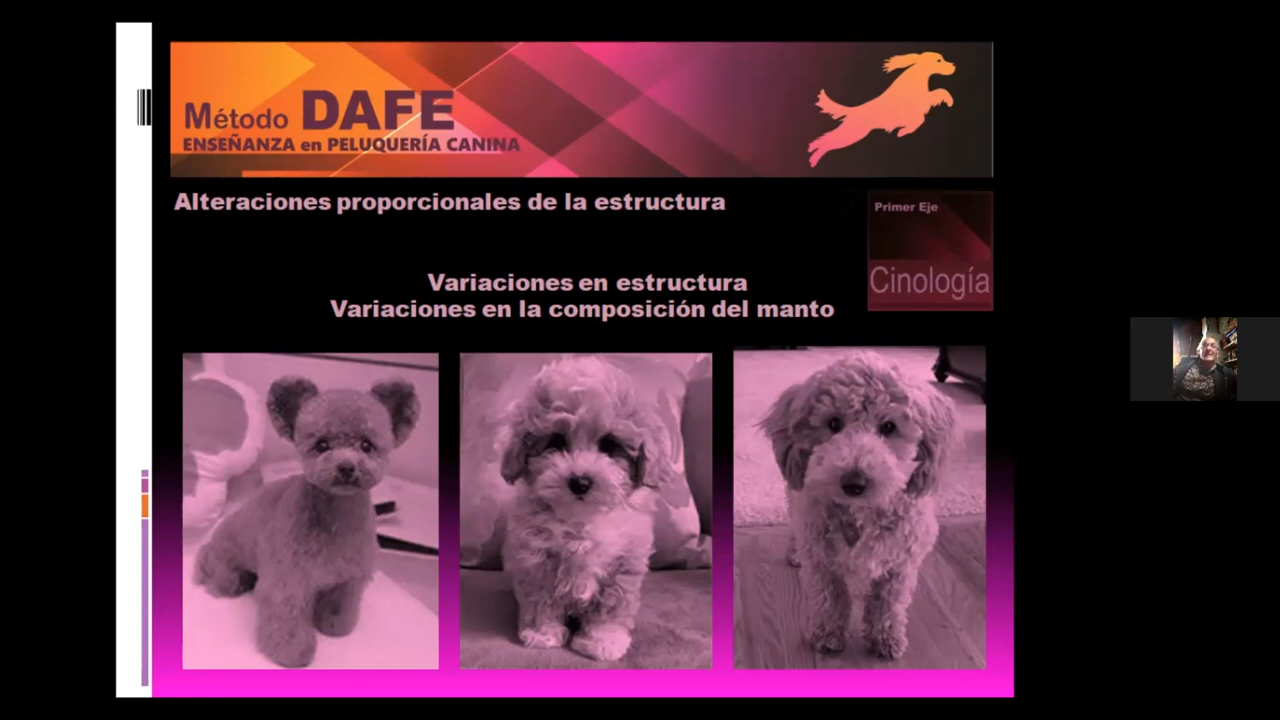 Método DAFE
ENSEÑANZA en PELUQUERÍA CANINA
Alteraciones proporcionales de la estructura
Primer Eje
Cinología
Variaciones en estructura
Variaciones en la composición del manto